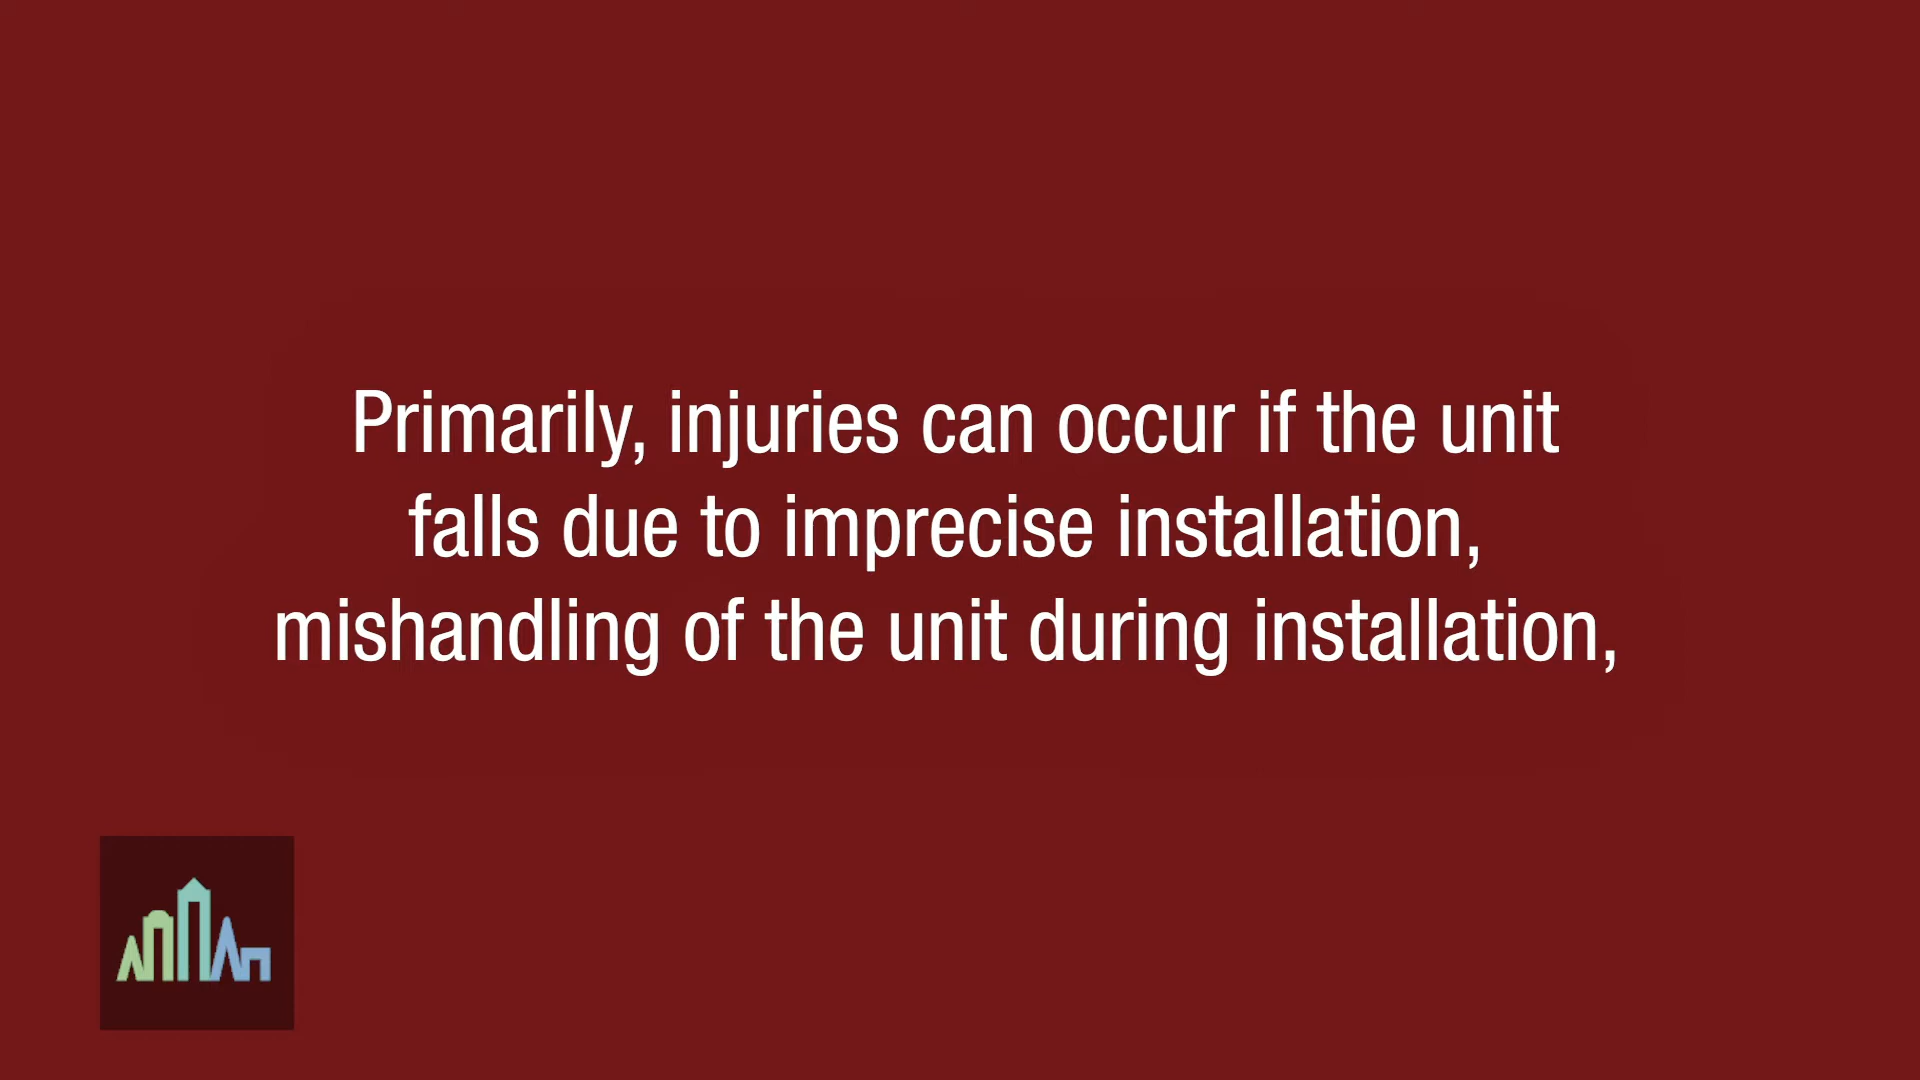 Primarily, injuries can occur if the unit
falls due to imprecise installation,
mishandling of the unit during installation,